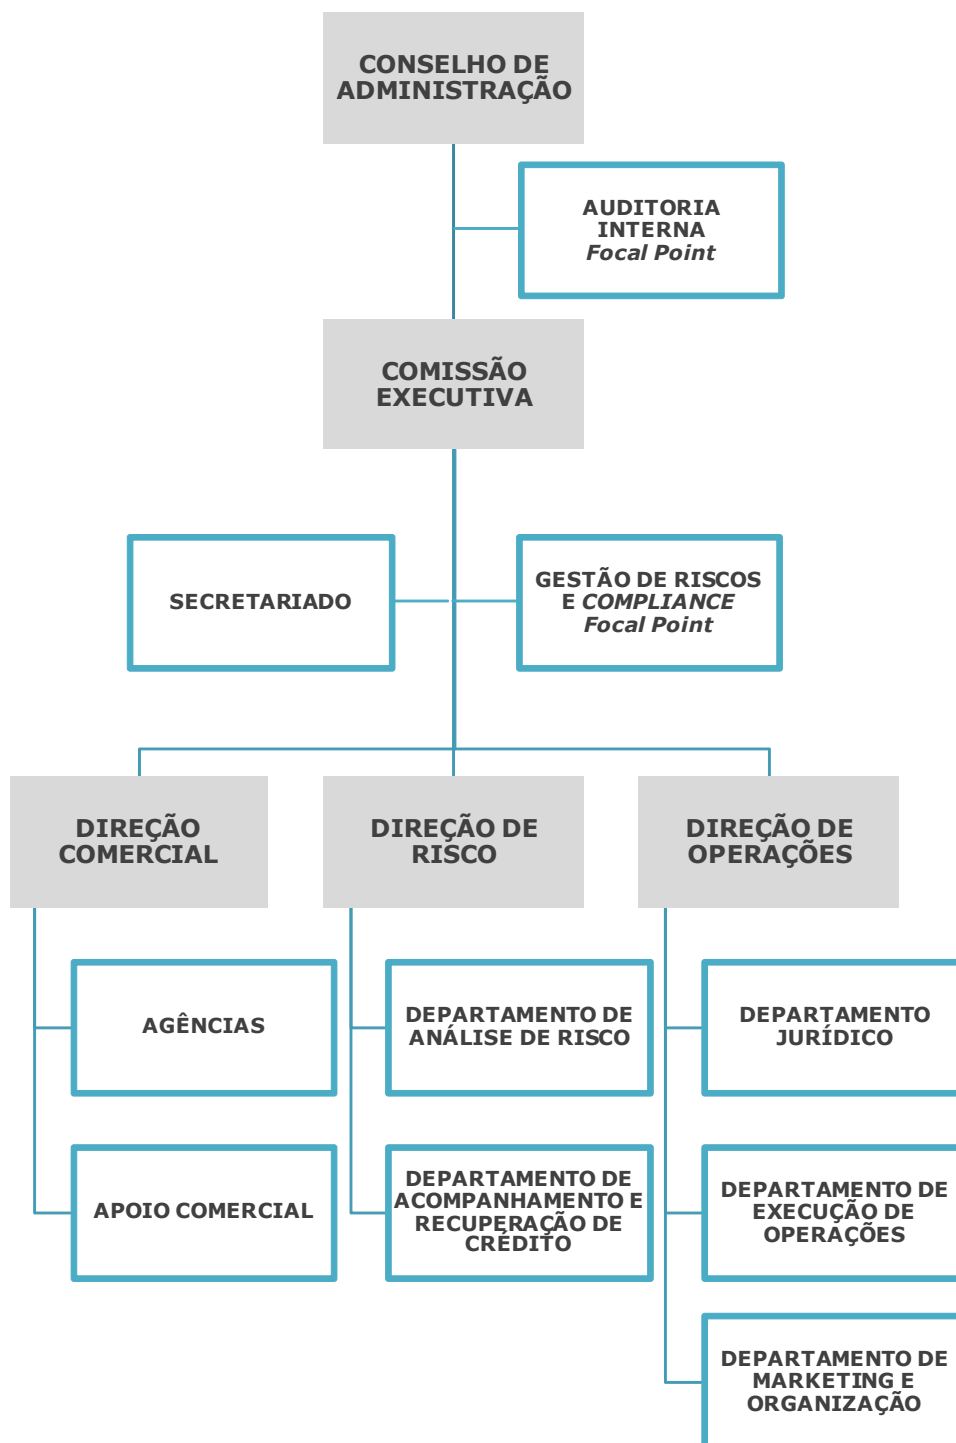 CONSELHO DE
ADMINISTRAÇÃO
AUDITORIA
INTERNA
Focal Point
COMISSÃO
EXECUTIVA
SECRETARIADO
GESTÃO DE RISCOS
E COMPLIANCE
Focal Point
DIREÇÃO
COMERCIAL
DIREÇÃO DE
RISCO
DIREÇÃO DE
OPERAÇÕES
AGÊNCIAS
DEPARTAMENTO DE
ANÁLISE DE RISCO
DEPARTAMENTO
JURÍDICO
APOIO COMERCIAL
DEPARTAMENTO DE
ACOMPANHAMENTO E
RECUPERAÇÃO DE
CRÉDITO
DEPARTAMENTO DE
EXECUÇÃO DE
OPERAÇÕES
DEPARTAMENTO DE
MARKETING E
ORGANIZAÇÃO